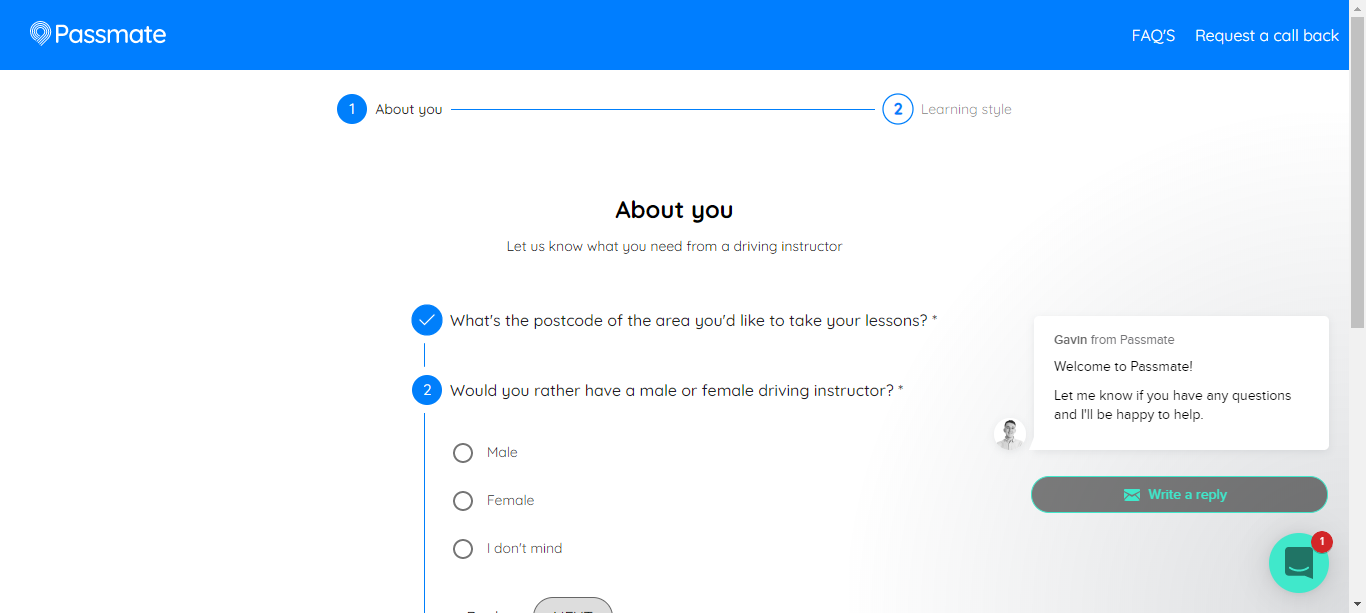 Passmate
FAQ'S
Request a call back
1 About you
2 Learning style
About you
Let us know what you need from a driving instructor
What's the postcode of the area you'd like to take your lessons? *
2 Would you rather have a male or female driving instructor? *
Male
Female
I don't mind
Gavin from Passmate
Welcome to Passmate!
Let me know if you have any questions
and I'll be happy to help.
Write a reply
1